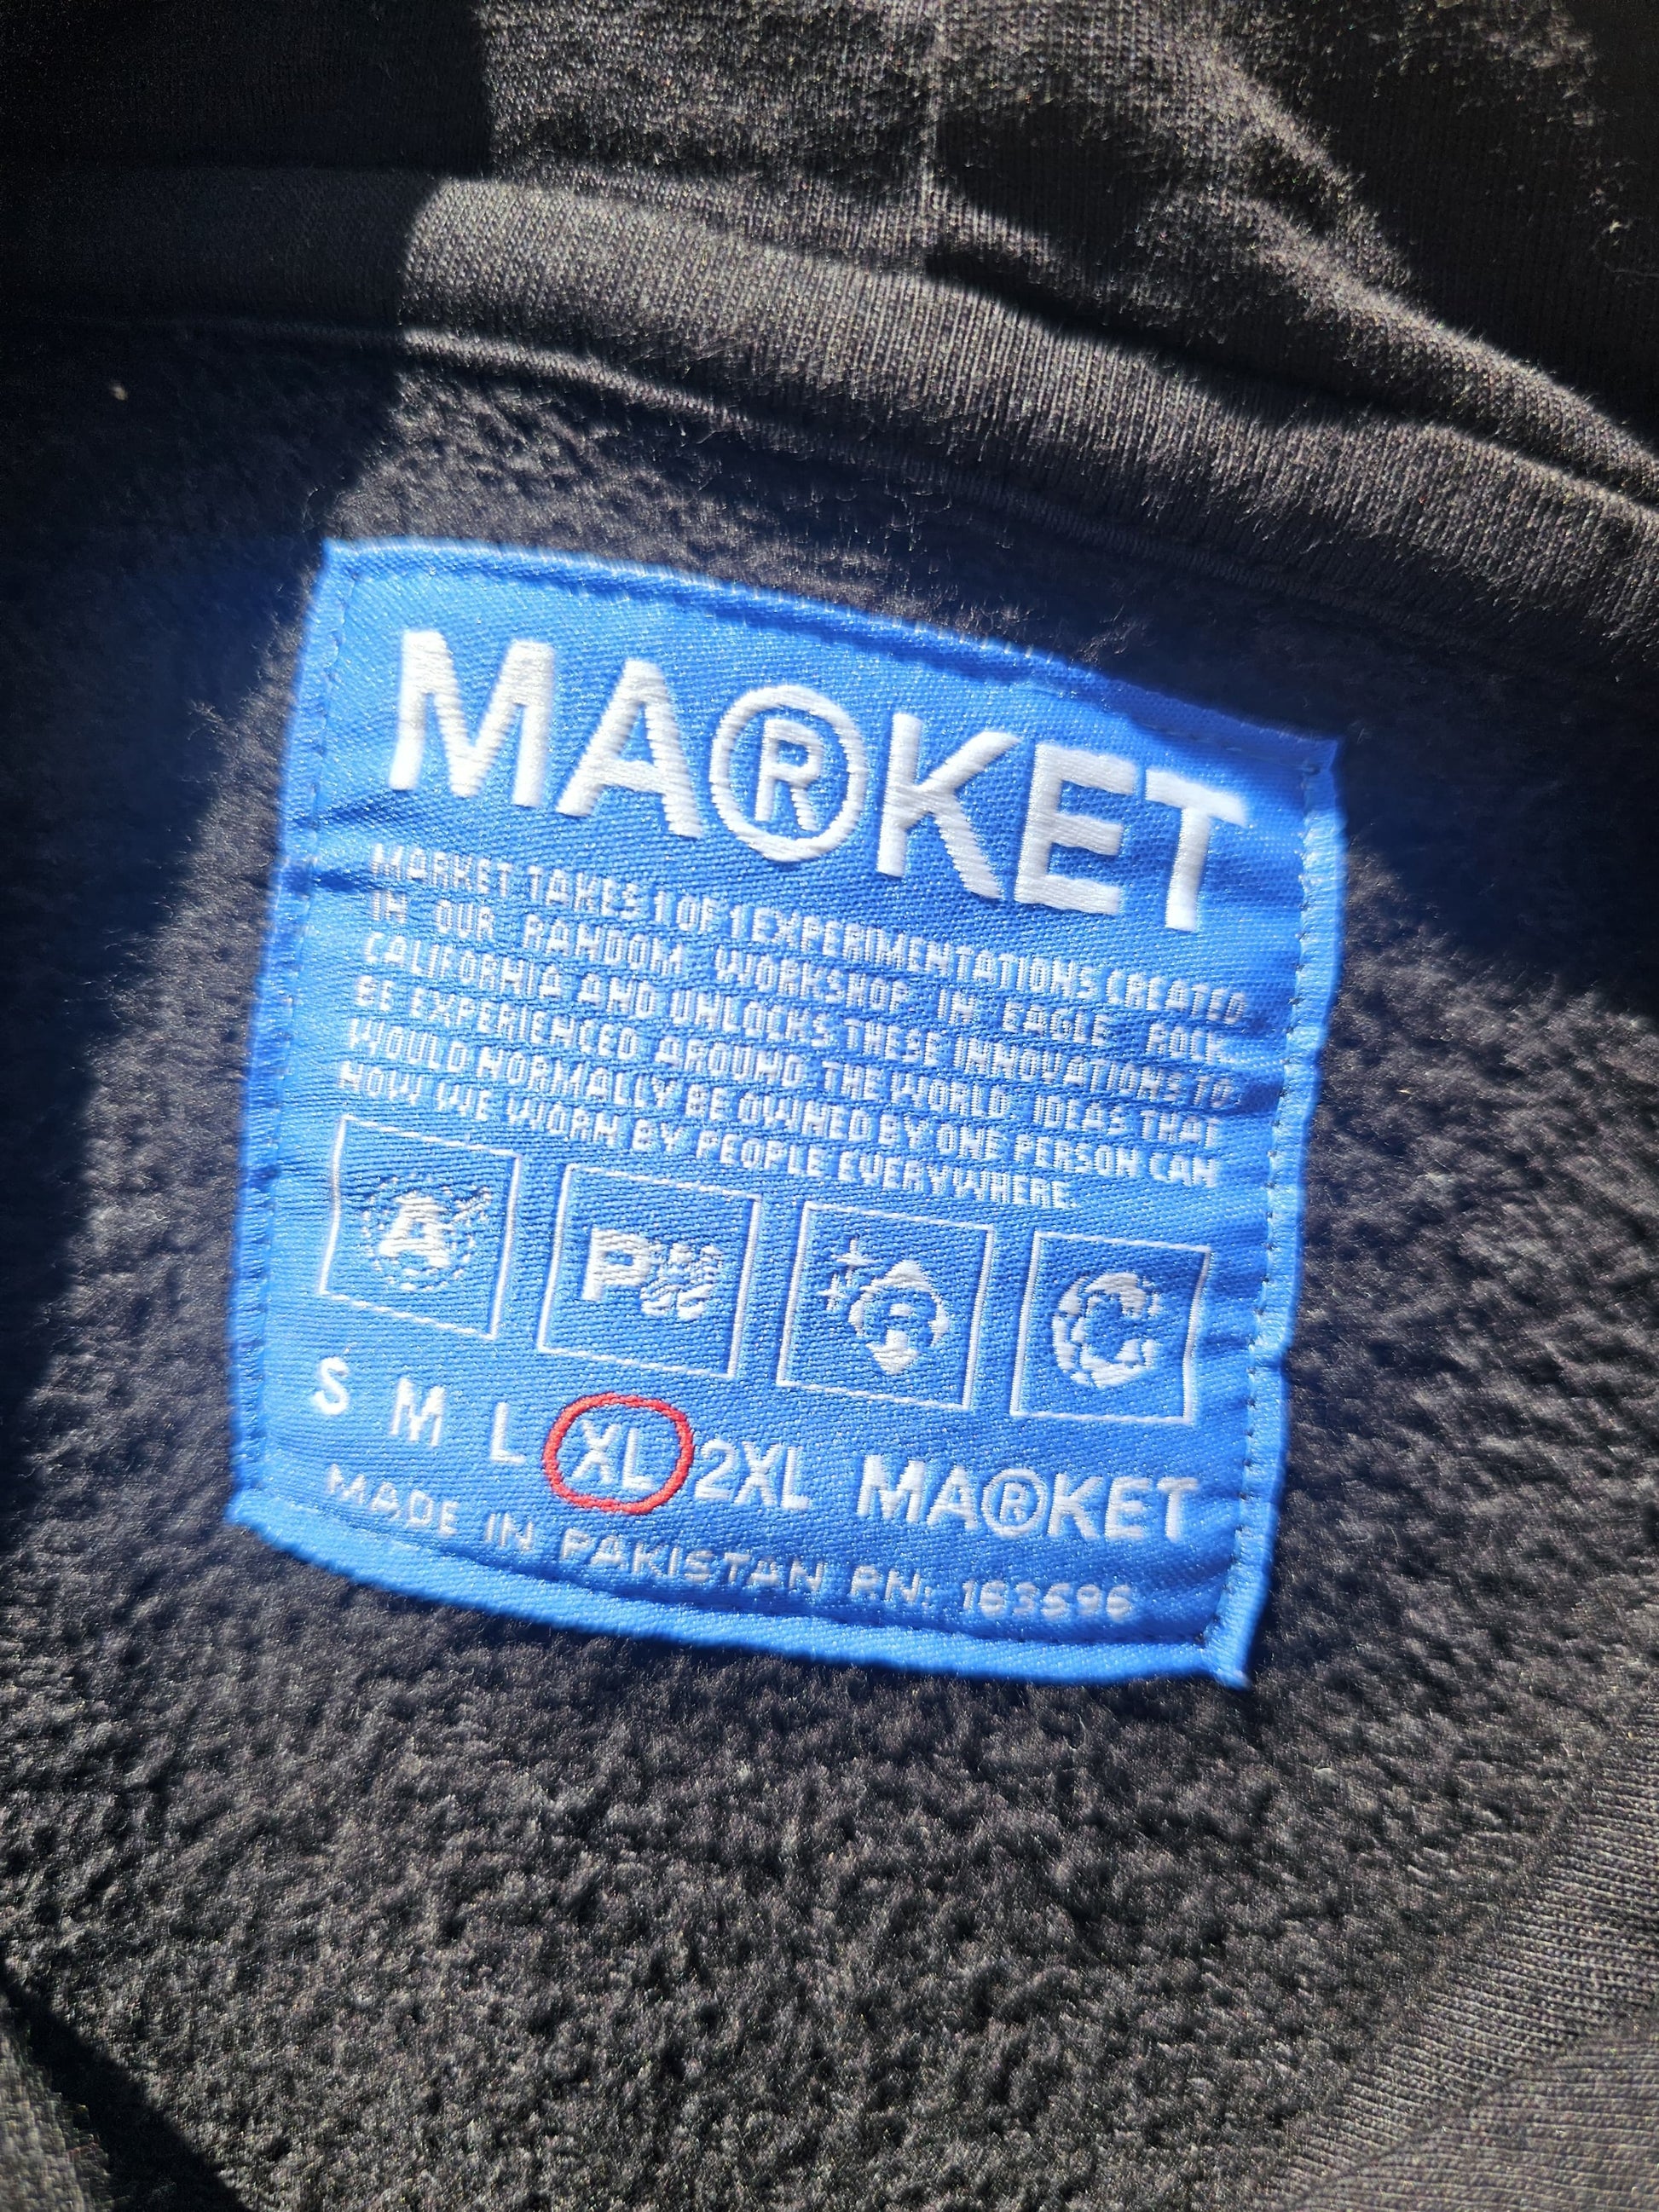 MA®KET
MARKET TAKES 1 OF 1 EXPERIMENTATIONS CREATED
IN OUR RANDOM WORKSHOP IN EAGLE ROCK
CALIFORNIA AND UNLOCKS THESE INNOVATIONS TO
BE EXPERIENCED AROUND THE WORLD IDEAS THAT
WOULD NORMALLY BE OWNED BY ONE PERSON CAN
NOW WE WORN BY PEOPLE EVERYWHERE.
A P C
S M L XL 2XL MA®KET
MADE IN PAKISTAN RN: